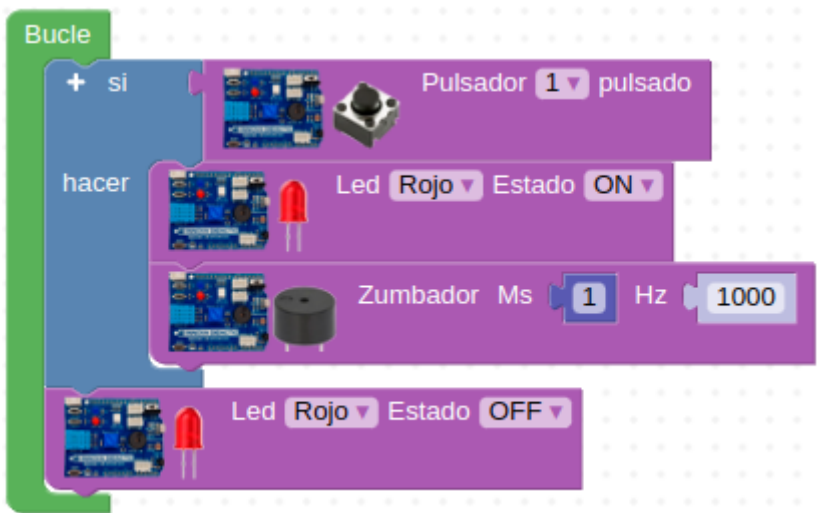 Bucle
+ si
Pulsador 1 pulsado
hacer
Led Rojo Estado ON
Zumbador Ms 1 Hz 1000
Led Rojo Estado OFF